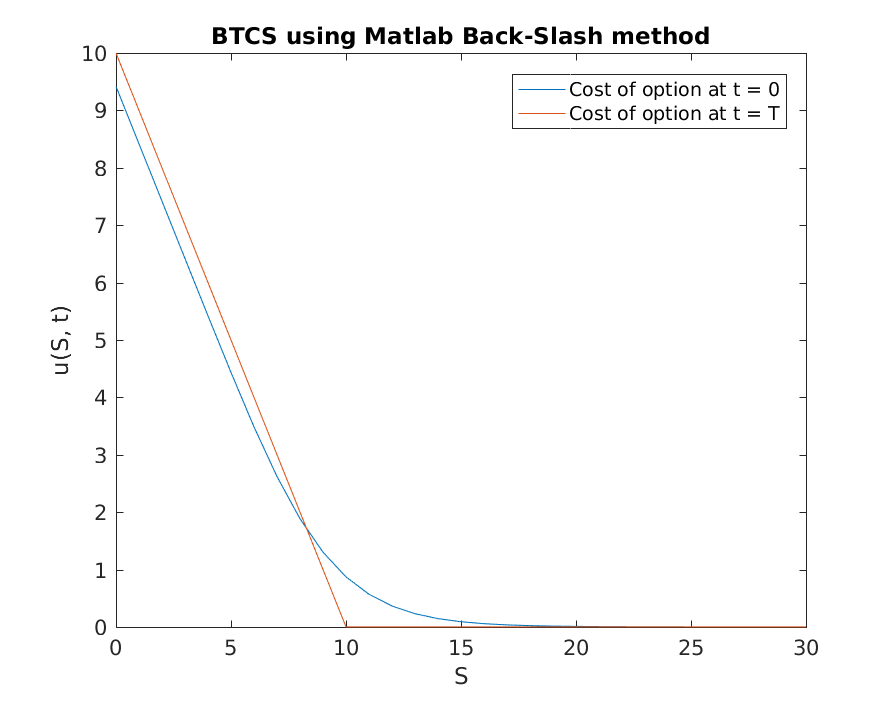 BTCS using Matlab Back-Slash method
Cost of option at t = 0
Cost of option at t = T
10
9
8
7
6
5
4
3
2
1
0
u(S, t)
0 5 10 15 20 25 30
S